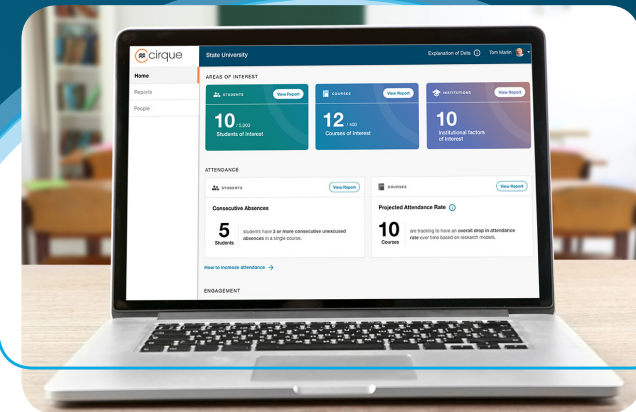 cirque
State University
Explanation of Data
Tom Martin
Home
Reports
People
AREAS OF INTEREST
STUDENTS
View Report
10 / 5,000
Students of Interest
COURSES
View Report
12 / 400
Courses of Interest
INSTITUTIONS
View Report
10
Institutional factors
of Interest
ATTENDANCE
STUDENTS
View Report
Consecutive Absences
5
Students
students have 3 or more consecutive unexcused
absences in a single course.
COURSES
View Report
Projected Attendance Rate
10
Courses
are tracking to have an overall drop in attendance
rate over time based on research models.
How to increase attendance →
ENGAGEMENT